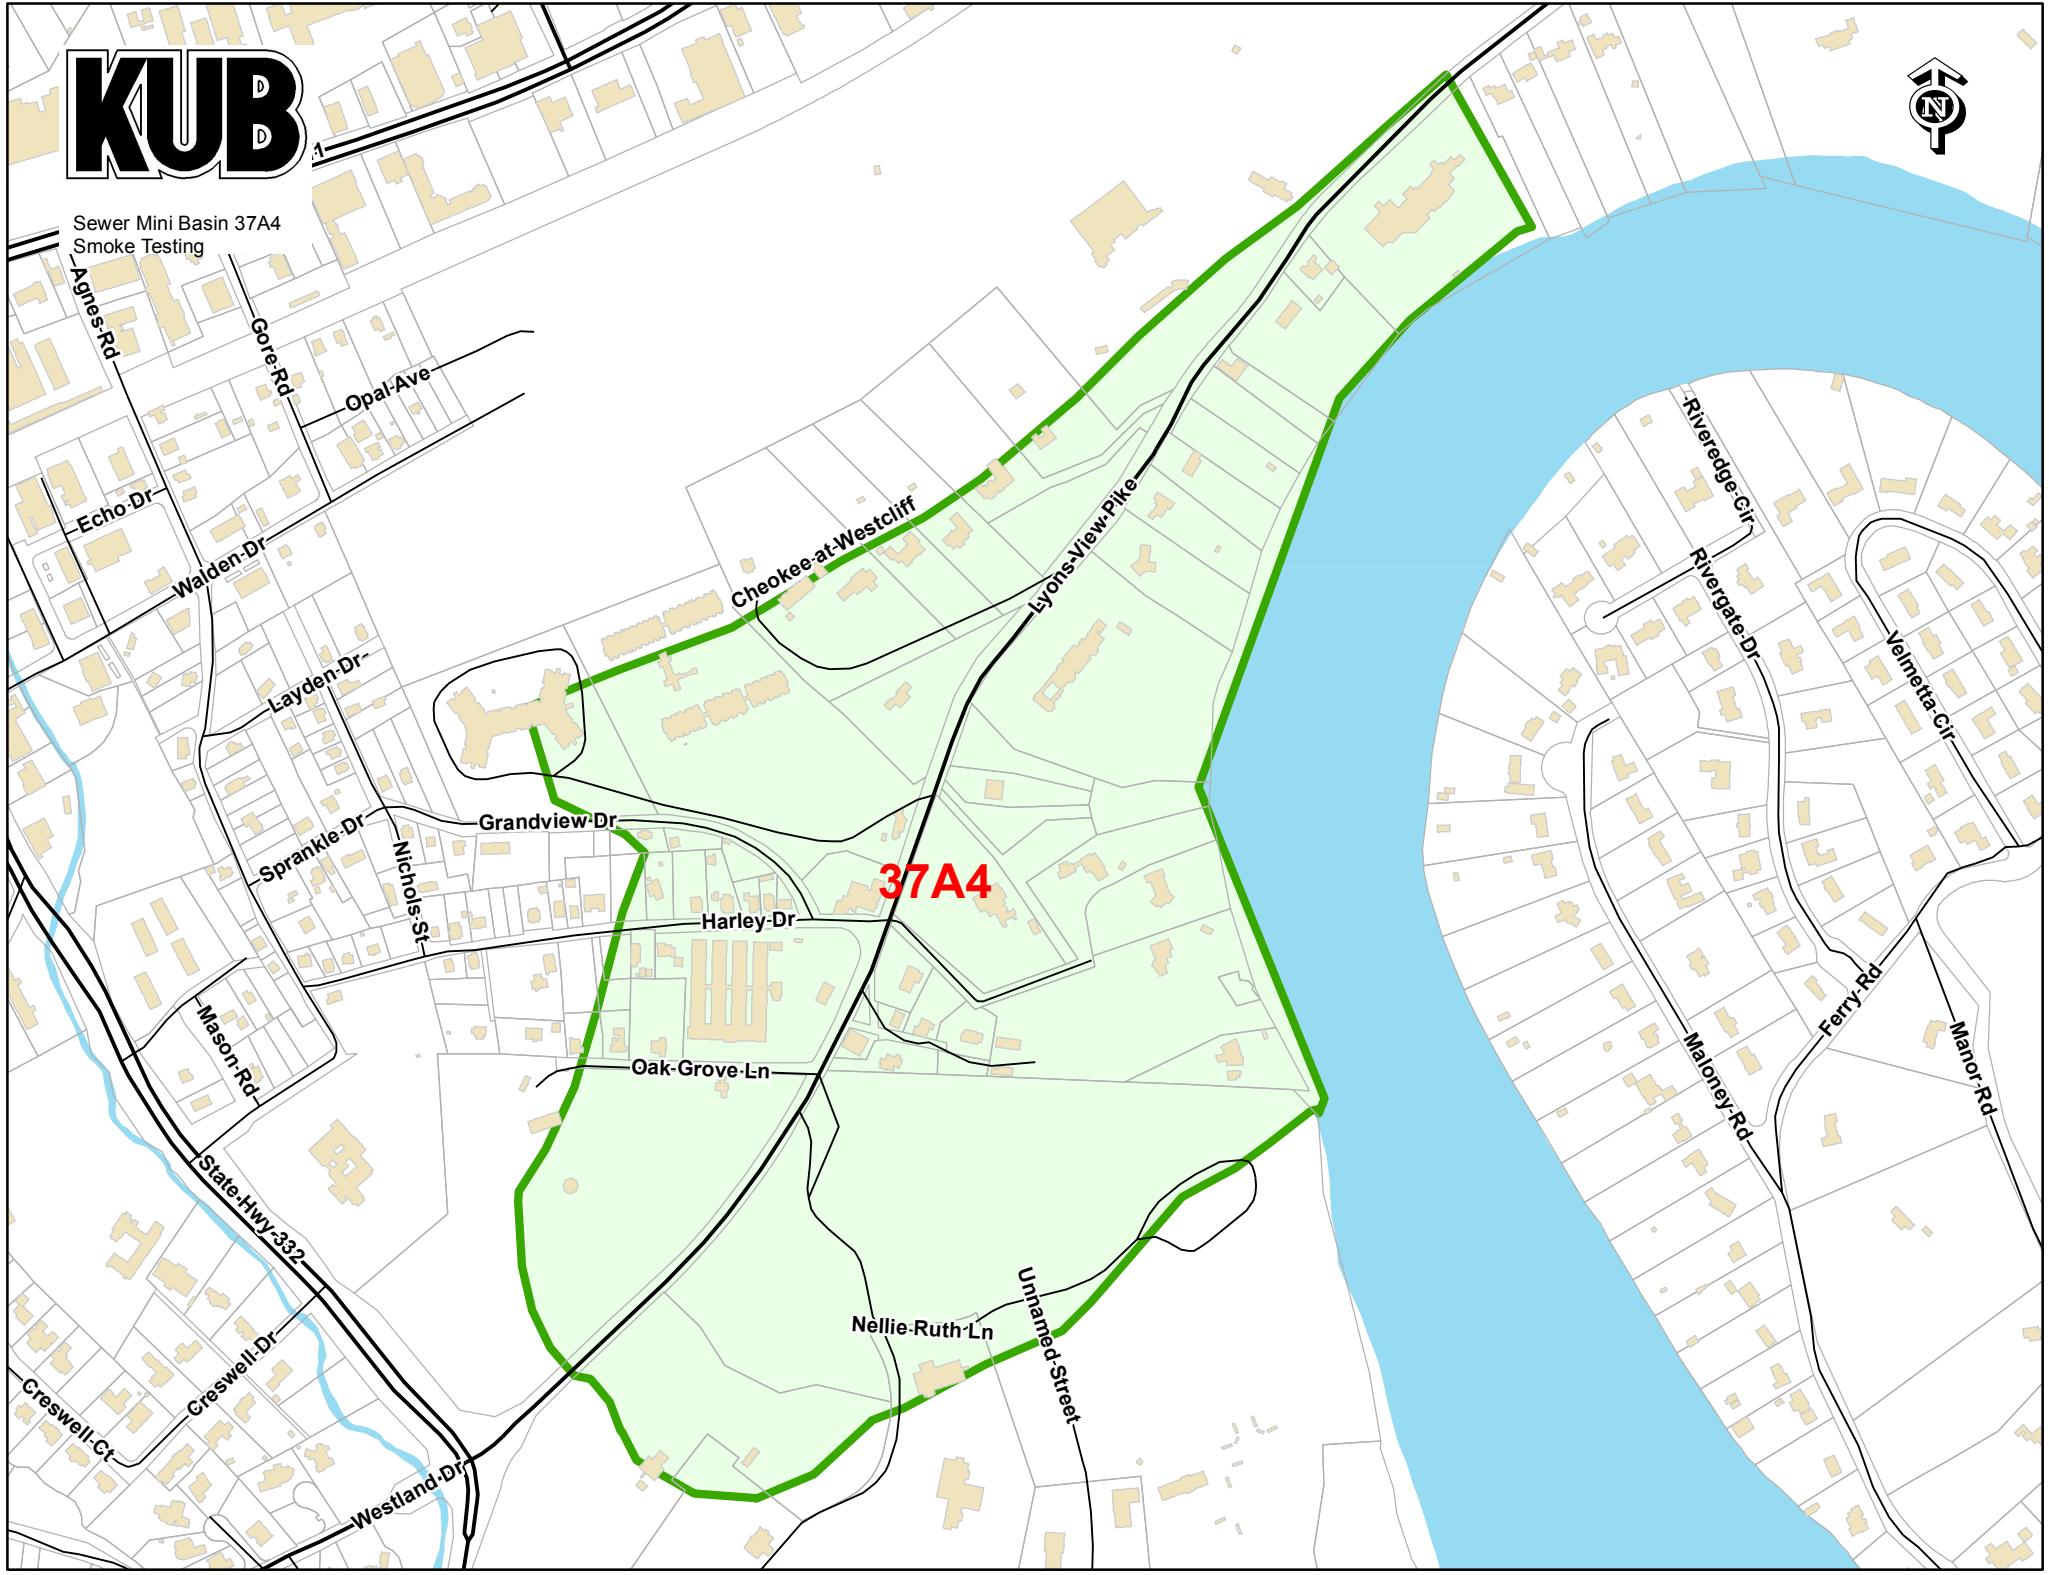 KUB
1
Sewer Mini Basin 37A4
Smoke Testing
N
Agnes-Rd
Gore-Rd
Opal-Ave
Echo-Dr
Walden-Dr
Layden-Dr-
Cheokee-at-Westcliff
Lyons-View-Pike
-Riveredge-Cir
Rivergate-Dr
Velmetta-Cir
Grandview-Dr
Sprankle-Dr
Nichols-St
37A4
Harley-Dr
Mason-Rd
Oak-Grove-Ln
Ferry-Rd
Manor-Rd
Maloney-Rd
State-Hwy-332
Unnamed-Street
Nellie-Ruth-Ln
Creswell-Dr
Creswell-Ct
Westland-Dr